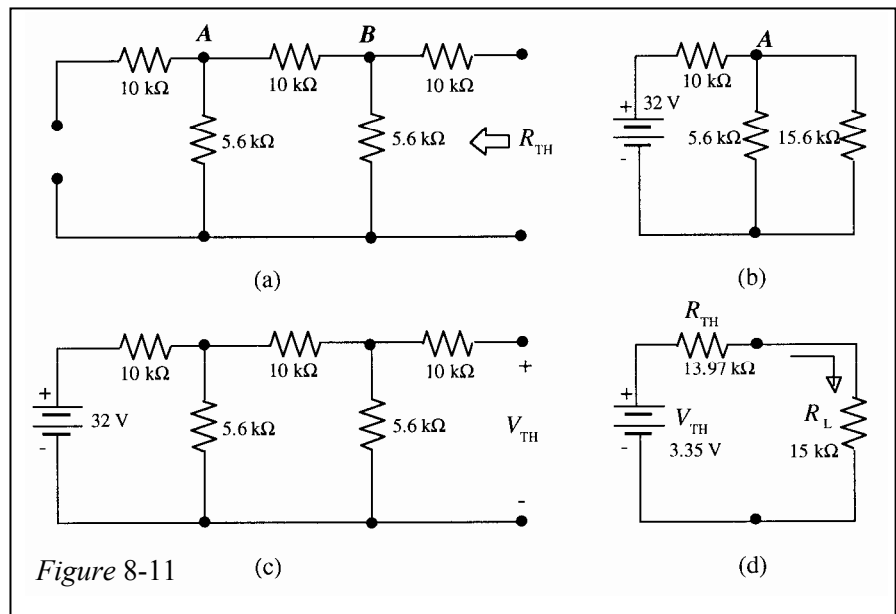 A B
10 kΩ 10 kΩ 10 kΩ
5.6 kΩ 5.6 kΩ R_TH
(a)
A
10 kΩ
+ 32 V
5.6 kΩ 15.6 kΩ
-
(b)
10 kΩ 10 kΩ 10 kΩ
+ +
32 V 5.6 kΩ 5.6 kΩ V_TH
- -
Figure 8-11 (c)
R_TH
13.97 kΩ
+
V_TH R_L
- 3.35 V 15 kΩ
(d)